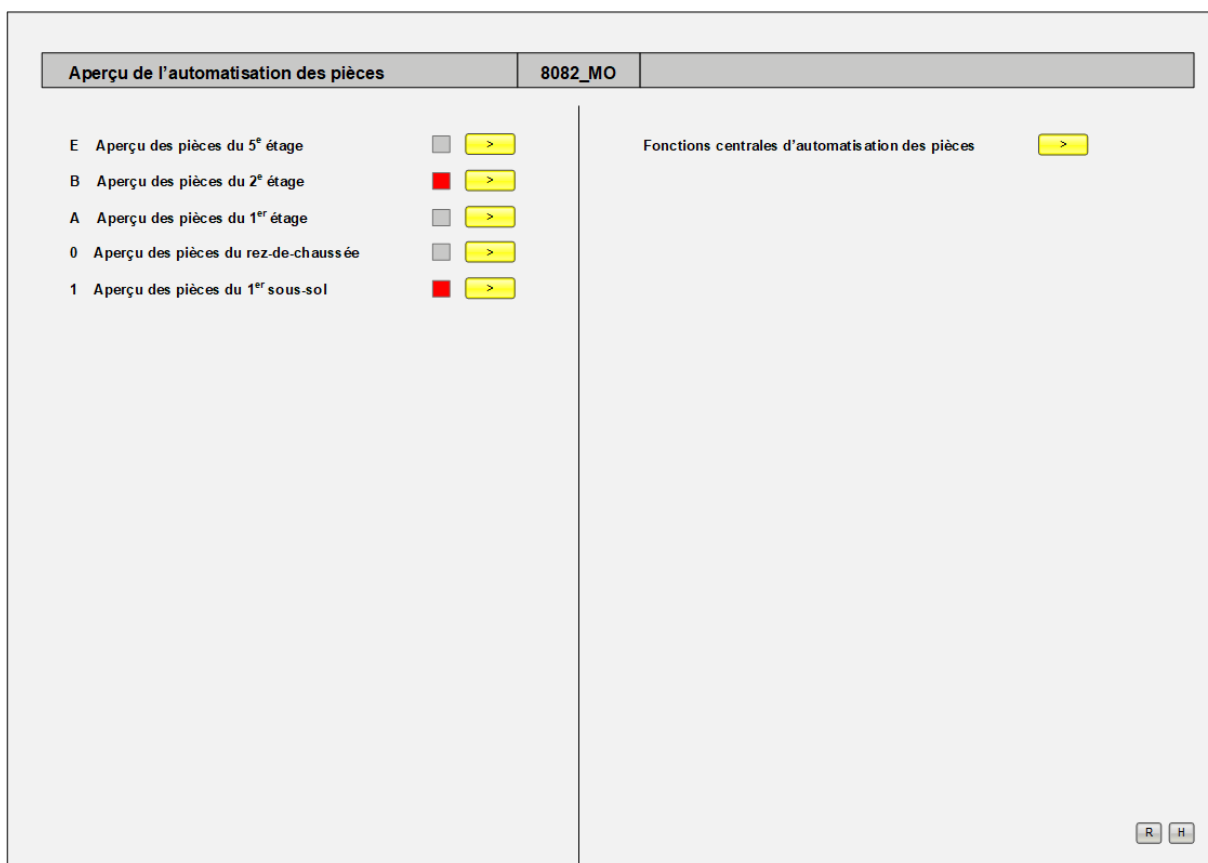 Aperçu de l'automatisation des pièces 8082_MO
E Aperçu des pièces du 5e étage >
B Aperçu des pièces du 2e étage >
A Aperçu des pièces du 1er étage >
0 Aperçu des pièces du rez-de-chaussée >
1 Aperçu des pièces du 1er sous-sol >
Fonctions centrales d'automatisation des pièces >
R H